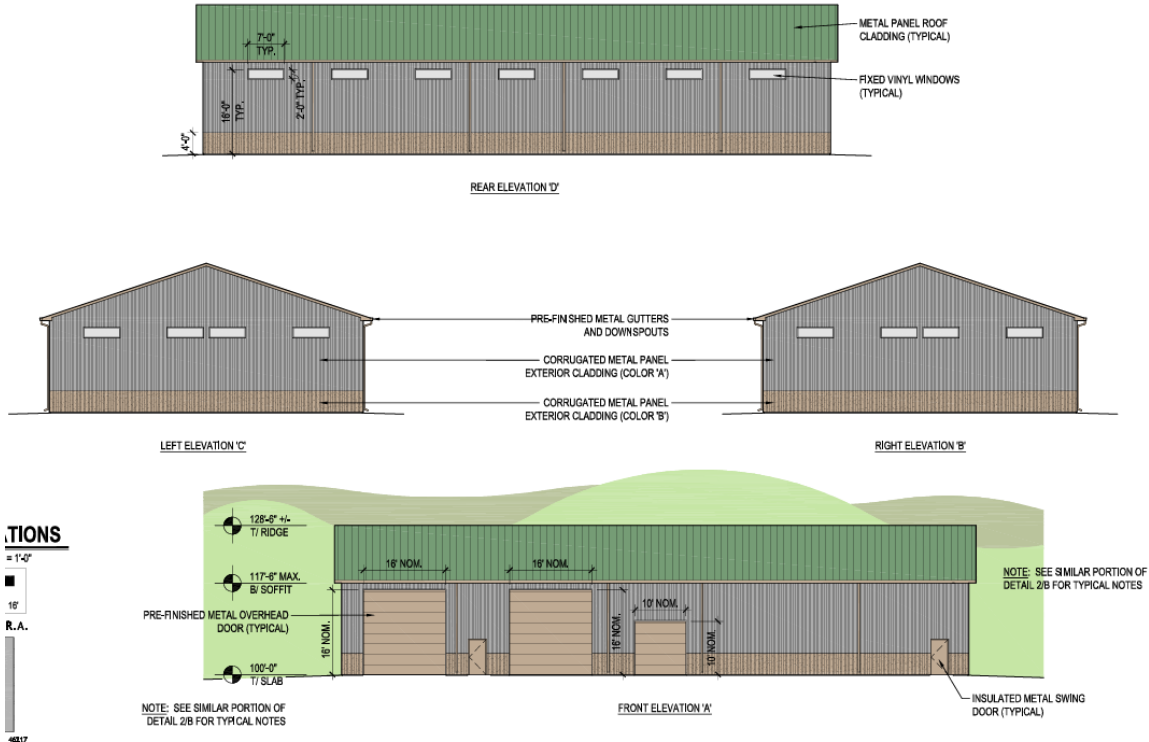 METAL PANEL ROOF
CLADDING (TYPICAL)
7'-0"
TYP.
FIXED VINYL WINDOWS
(TYPICAL)
16'-0"
TYP.
2'-0" TYP.
4'-0"
REAR ELEVATION 'D'
PRE-FINISHED METAL GUTTERS
AND DOWNSPOUTS
CORRUGATED METAL PANEL
EXTERIOR CLADDING (COLOR 'A')
CORRUGATED METAL PANEL
EXTERIOR CLADDING (COLOR 'B')
LEFT ELEVATION 'C'
RIGHT ELEVATION 'B'
ATIONS
= 1'-0"
16'
R.A.
128'-6" +/-
T/ RIDGE
117'-6" MAX.
B/ SOFFIT
100'-0"
T/ SLAB
16' NOM.
16' NOM.
10' NOM.
16' NOM.
16' NOM.
10' NOM.
PRE-FINISHED METAL OVERHEAD
DOOR (TYPICAL)
NOTE: SEE SIMILAR PORTION OF
DETAIL 2/B FOR TYPICAL NOTES
NOTE: SEE SIMILAR PORTION OF
DETAIL 2/B FOR TYPICAL NOTES
FRONT ELEVATION 'A'
INSULATED METAL SWING
DOOR (TYPICAL)